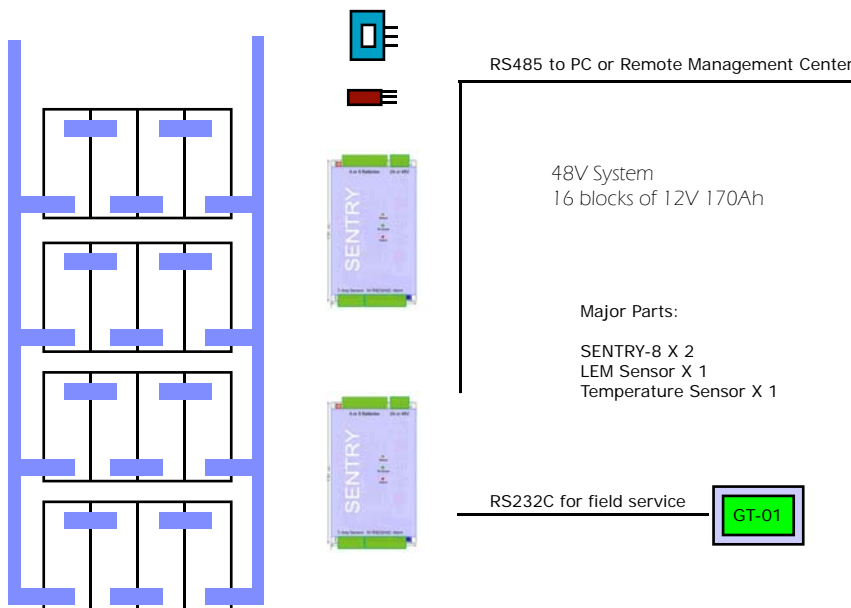 RS485 to PC or Remote Management Center
48V System
16 blocks of 12V 170Ah
SENTRY
Major Parts:
SENTRY-8 X 2
LEM Sensor X 1
Temperature Sensor X 1
SENTRY
RS232C for field service
GT-01